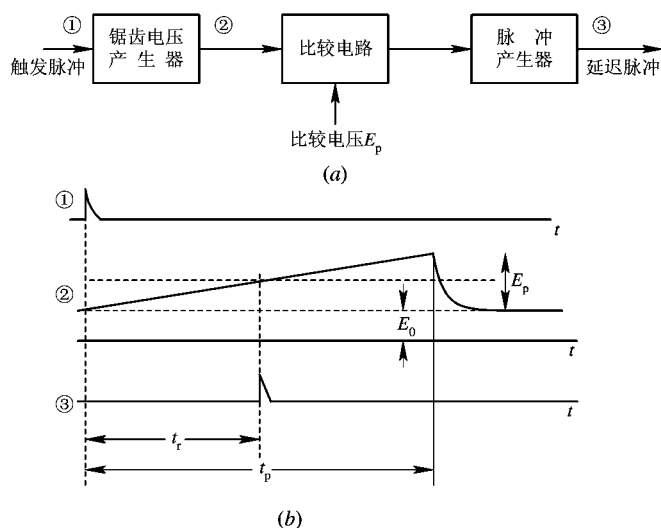 ①
触发脉冲
锯齿电压
产生器
②
比较电路
比较电压Ep
脉冲
产生器
③
延迟脉冲
(a)
①
t
②
Ep
E0
t
③
t
tr
tp
(b)